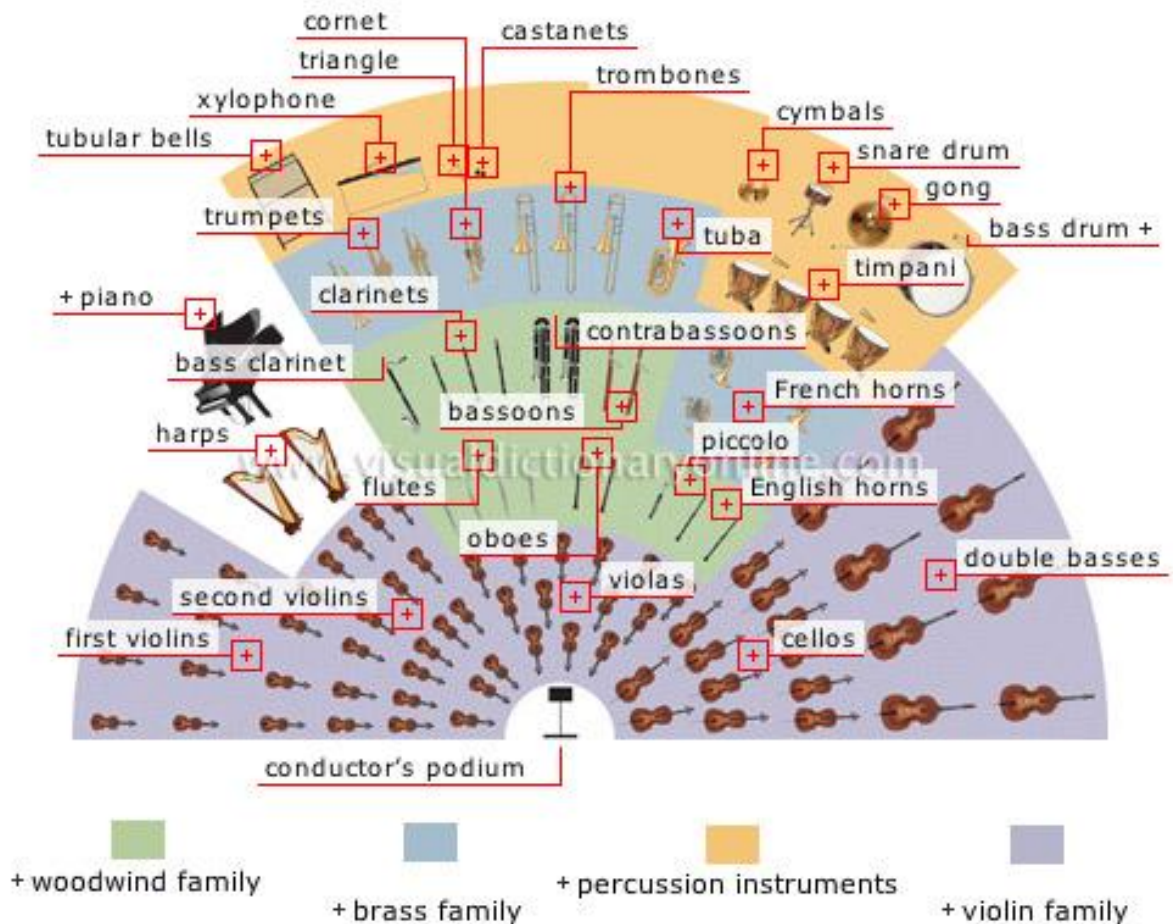 cornet
castanets
triangle
trombones
xylophone
cymbals
tubular bells
snare drum
gong
trumpets
tuba
bass drum +
timpani
clarinets
+ piano
contrabassoons
bass clarinet
French horns
bassoons
harps
piccolo
www.visualdictionaryonline.com
flutes
English horns
oboes
double basses
violas
second violins
first violins
cellos
conductor's podium
+ woodwind family
+ brass family
+ percussion instruments
+ violin family